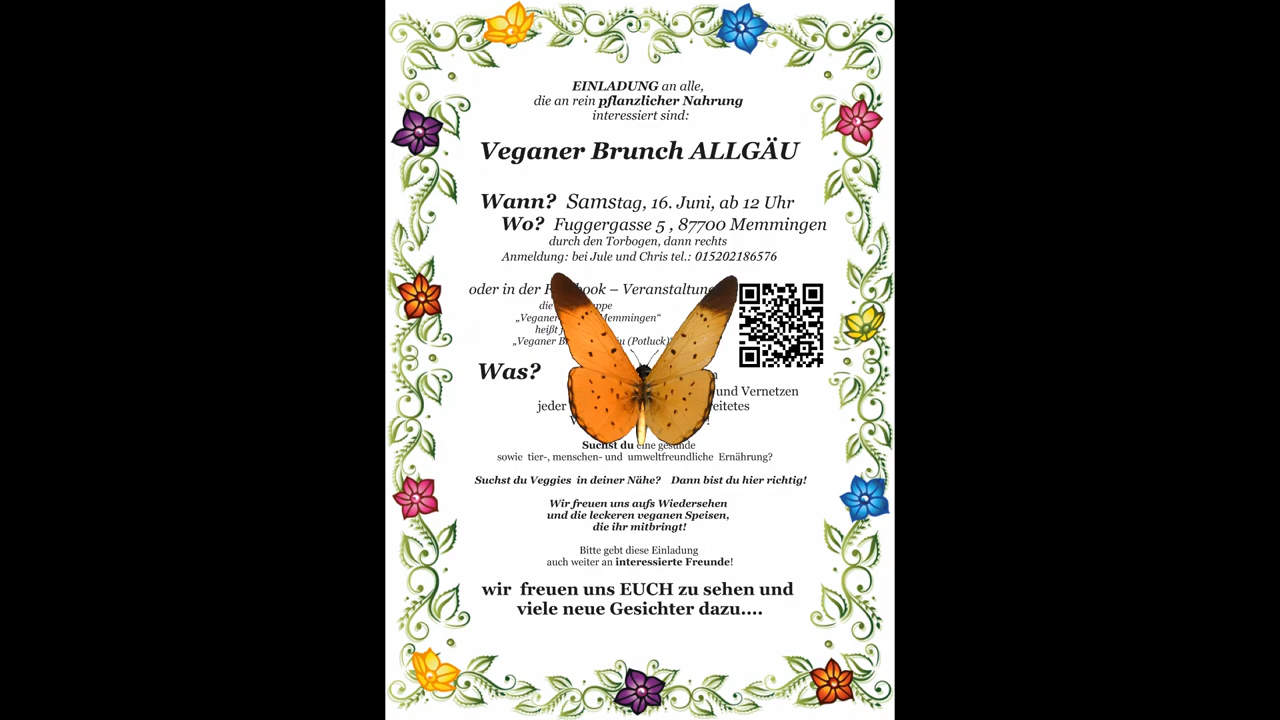 EINLADUNG an alle,
die an rein pflanzlicher Nahrung
interessiert sind:
Veganer Brunch ALLGÄU
Wann? Samstag, 16. Juni, ab 12 Uhr
Wo? Fuggergasse 5 , 87700 Memmingen
durch den Torbogen, dann rechts
Anmeldung: bei Jule und Chris tel.: 015202186576
oder in der – 
die
„Veganer Memmingen“
heißt
„Veganer (Potluck)
Was?
und Vernetzen
jeder
Suchst du eine gesunde
sowie tier-, menschen- und umweltfreundliche Ernährung?
Suchst du Veggies in deiner Nähe? Dann bist du hier richtig!
Wir freuen uns aufs Wiedersehen
und die leckeren veganen Speisen,
die ihr mitbringt!
Bitte gebt diese Einladung
auch weiter an interessierte Freunde!
wir freuen uns EUCH zu sehen und
viele neue Gesichter dazu....